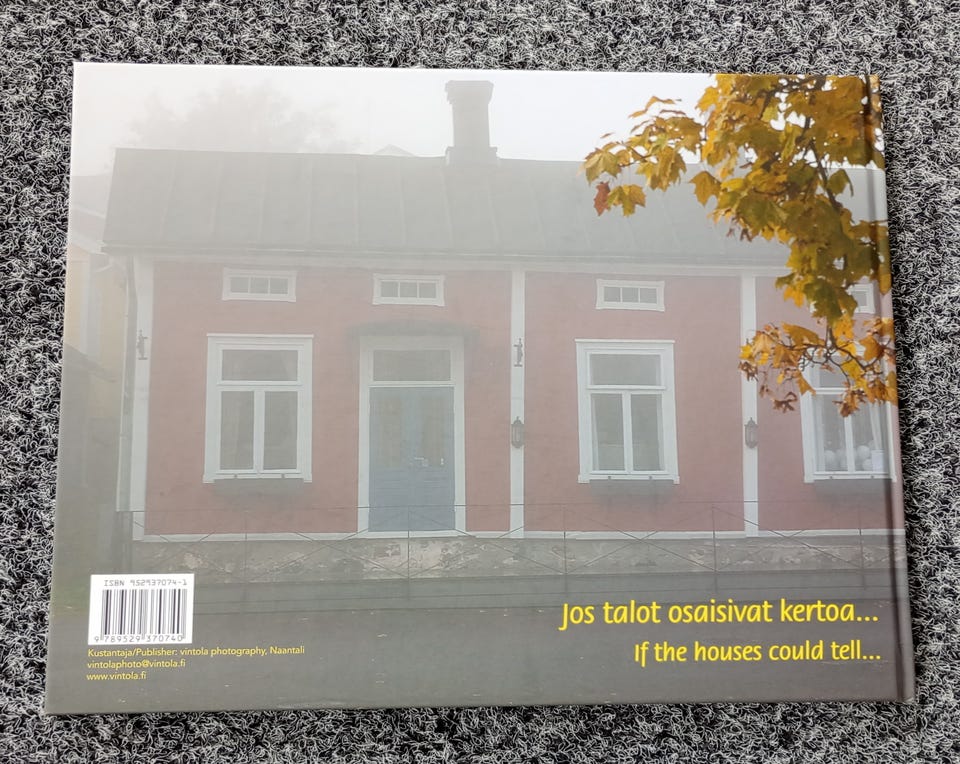 ISBN 952937074-1
9 789529 370740
Kustantaja/Publisher: vintola photography, Naantali
vintolaphoto@vintola.fi
www.vintola.fi
Jos talot osaisivat kertoa...
If the houses could tell...